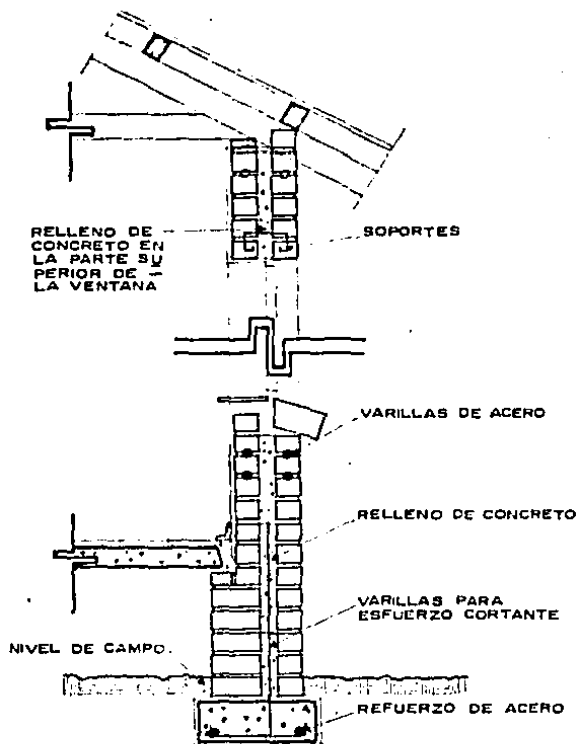 RELLENO DE
CONCRETO EN
LA PARTE SU
PERIOR DE –
LA VENTANA
SOPORTES
VARILLAS DE ACERO
RELLENO DE CONCRETO
VARILLAS PARA
ESFUERZO CORTANTE
NIVEL DE CAMPO.
REFUERZO DE ACERO